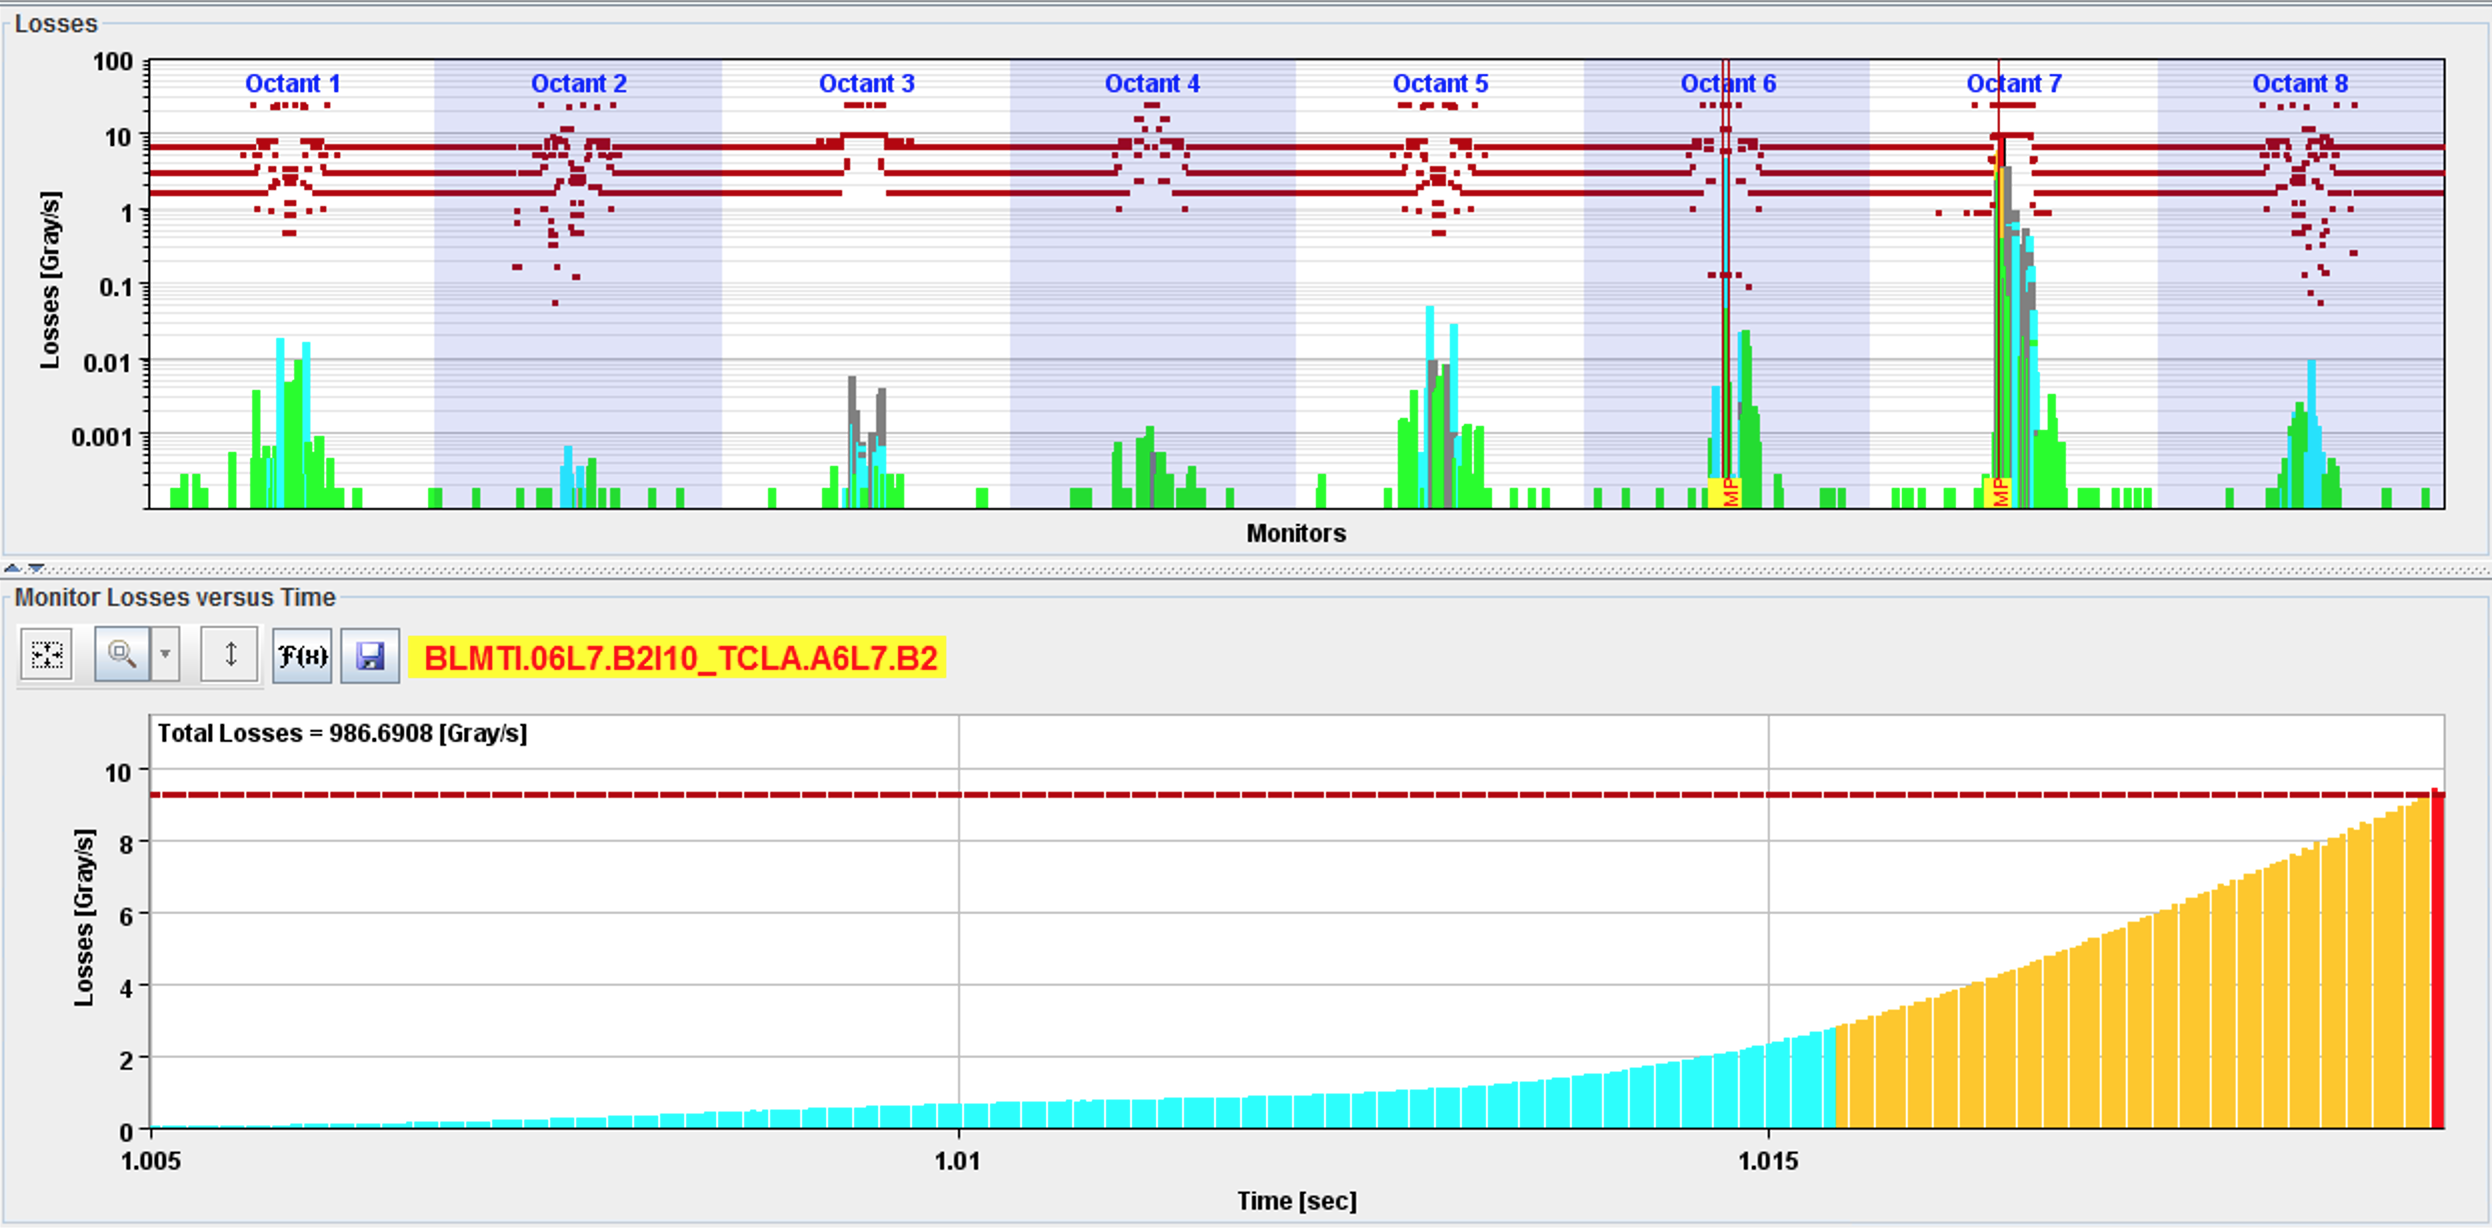 Losses
Octant 1 Octant 2 Octant 3 Octant 4 Octant 5 Octant 6 Octant 7 Octant 8
100
10
1
0.1
0.01
0.001
Losses [Gray/s]
MP MP
Monitors
Monitor Losses versus Time
F(x) BLMTI.06L7.B2I10_TCLA.A6L7.B2
Total Losses = 986.6908 [Gray/s]
10
8
6
4
2
0
Losses [Gray/s]
1.005 1.01 1.015
Time [sec]